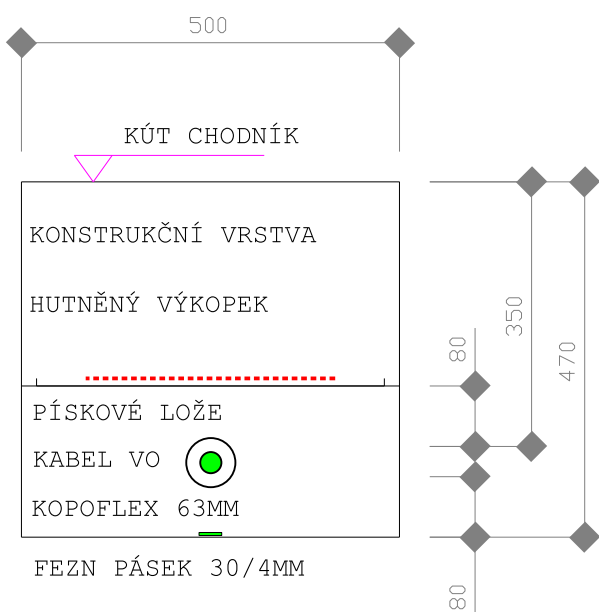 500
KÚT CHODNÍK
KONSTRUKČNÍ VRSTVA
HUTNĚNÝ VÝKOPEK
350
80
470
PÍSKOVÉ LOŽE
KABEL VO
KOPOFLEX 63MM
FEZN PÁSEK 30/4MM
80